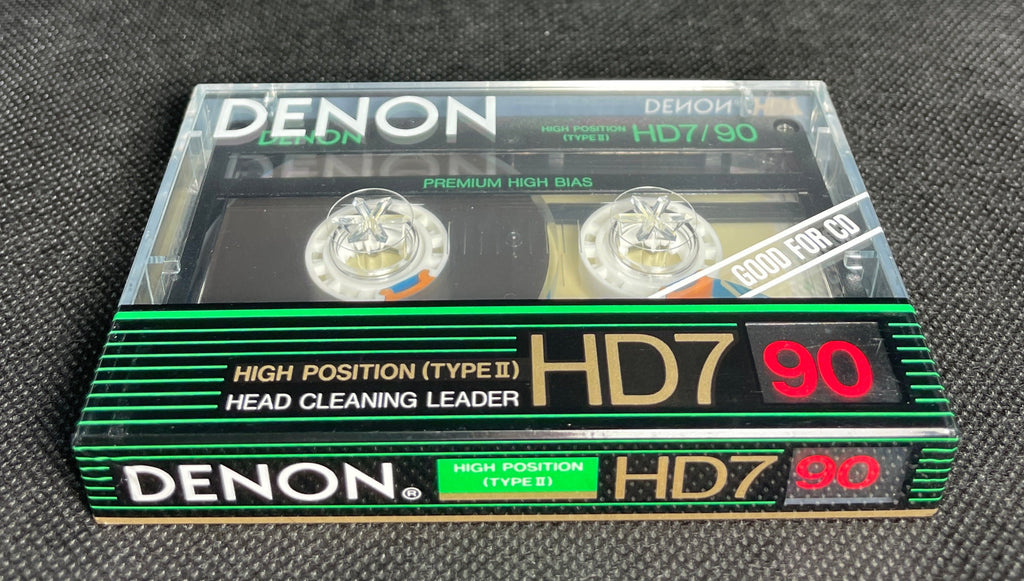 DENON
DENON HD7
DENON HIGH POSITION (TYPE II) HD7/90
PREMIUM HIGH BIAS
GOOD FOR CD
HIGH POSITION (TYPE II) HD7 90
HEAD CLEANING LEADER
DENON® HIGH POSITION (TYPE II) HD7 90